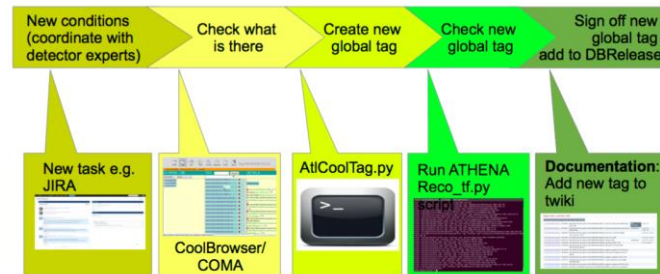 New conditions
(coordinate with
detector experts)
Check what
is there
Create new
global tag
Check new
global tag
Sign off new
global tag
add to DBRelease
New task e.g.
JIRA
CoolBrowser/
COMA
AtlCoolTag.py
>_
Run ATHENA
Reco_tf.py
script
Documentation:
Add new tag to
twiki